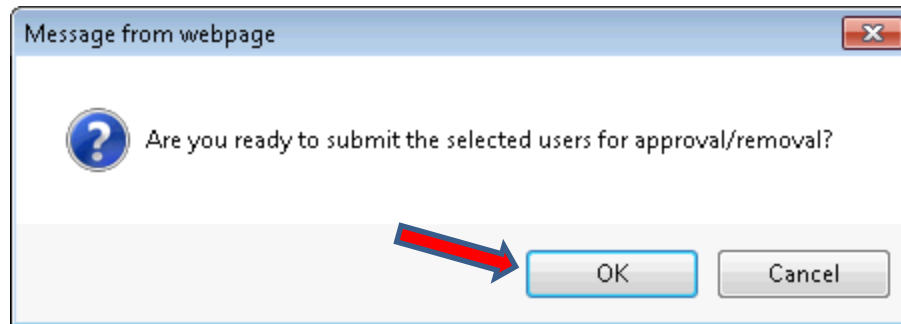 Message from webpage
Are you ready to submit the selected users for approval/removal?
OK
Cancel